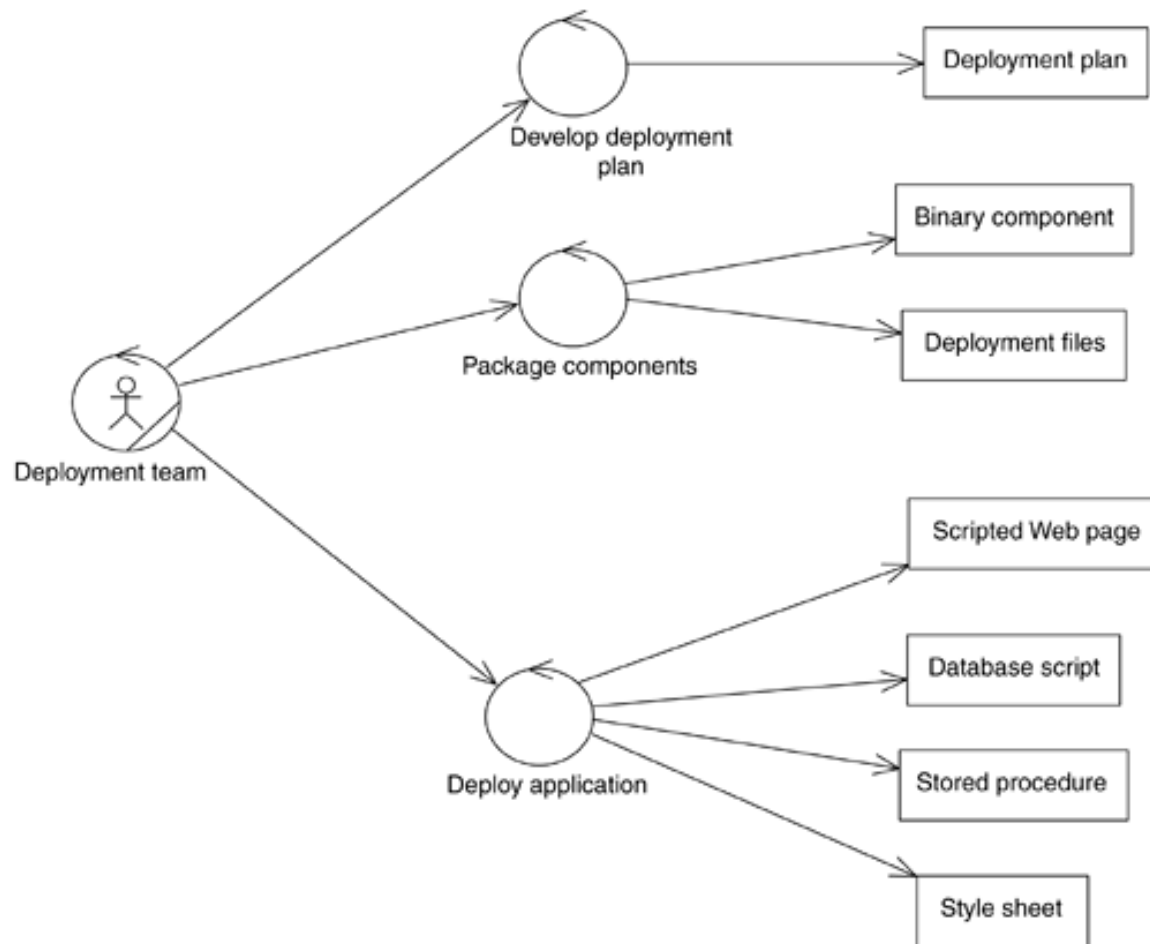 Deployment plan
Develop deployment
plan
Binary component
Package components
Deployment files
Deployment team
Scripted Web page
Database script
Deploy application
Stored procedure
Style sheet